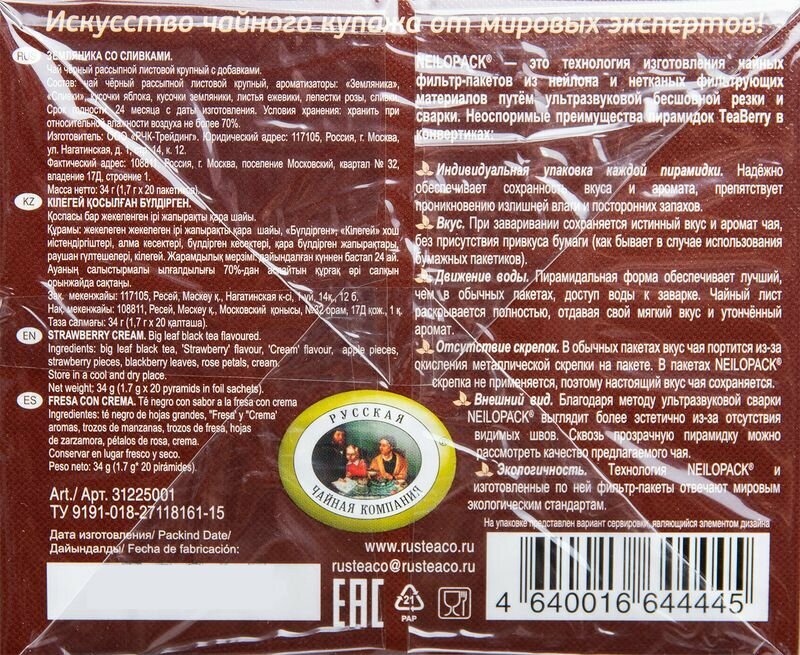 Искусство чайного купажа от мировых экспертов!
RUS ЗЕМЛЯНИКА СО СЛИВКАМИ.
Чай чёрный рассыпной листовой крупный с добавками.
Состав: чай чёрный рассыпной листовой крупный, ароматизаторы: «Земляника»,
«Сливки», кусочки яблока, кусочки земляники, листья ежевики, лепестки розы, сливки.
Срок годности: 24 месяца с даты изготовления. Условия хранения: хранить при
относительной влажности воздуха не более 70%.
Изготовитель: ООО «РЧК-Трейдинг». Юридический адрес: 117105, Россия, г. Москва,
ул. Нагатинская, д. 1, стр. 14, к. 12.
Фактический адрес: 108811, Россия, г. Москва, поселение Московский, квартал № 32,
владение 17Д, строение 1.
Масса нетто: 34 г (1,7 г х 20 пакетиков).
KZ КІЛЕГЕЙ ҚОСЫЛҒАН БҮЛДІРГЕН.
Қоспасы бар жекеленген ірі жапырақты қара шайы.
Құрамы: жекелеген жекелеген ірі жапырақты қара шайы, «Бүлдірген», «Кілегей» хош
иістендіргіштері, алма кесектері, бүлдірген кесектері, қара бүлдірген жапырақтары,
раушан гүлтешелері, кілегей. Жарамдылық мерзімі: дайындалған күннен бастап 24 ай.
Ауаның салыстырмалы ылғалдылығы 70%-дан аспайтын құрғақ әрі салқын
орынжайда сақтаңы.
Заң. мекенжайы: 117105, Ресей, Мәскеу қ., Нагатинская к-сі, 1-үй, 14қ., 12 б.
Нақ. мекенжайы: 108811, Ресей, Мәскеу қ., Московский қонысы, №32 орам, 17Д қож., 1 қ.
Таза салмағы: 34 г (1,7 г х 20 қалташа).
EN STRAWBERRY CREAM. Big leaf black tea flavoured.
Ingredients: big leaf black tea, 'Strawberry' flavour, 'Cream' flavour, apple pieces,
strawberry pieces, blackberry leaves, rose petals, cream.
Store in a cool and dry place.
Net weight; 34 g (1.7 g x 20 pyramids in foil sachets).
ES FRESA CON CREMA. Té negro con sabor a la fresa con crema
Ingredientes: té negro de hojas grandes, "Fresa" y "Crema"
aromas, trozos de manzanas, trozos de fresa, hojas
de zarzamora, pétalos de rosa, crema.
Conservar en lugar fresco y seco.
Peso neto: 34 g (1.7 g* 20 pirámides).
Art./ Арт. 31225001
ТУ 9191-018-27118161-15
Дата изготовления/ Packind Date/
Дайындалды/ Fecha de fabricación:
NEILOPACK® — это технология изготовления чайных
фильтр-пакетов из нейлона и нетканых фильтрующих
материалов путём ультразвуковой бесшовной резки и
сварки. Неоспоримые преимущества пирамидок TeaBerry в
конвертиках:
Индивидуальная упаковка каждой пирамидки. Надёжно
обеспечивает сохранность вкуса и аромата, препятствует
проникновению излишней влаги и посторонних запахов.
Вкус. При заваривании сохраняется истинный вкус и аромат чая,
без присутствия привкуса бумаги (как бывает в случае использования
бумажных пакетиков).
Движение воды. Пирамидальная форма обеспечивает лучший,
чем в обычных пакетах, доступ воды к заварке. Чайный лист
раскрывается полностью, отдавая свой мягкий вкус и утончённый
аромат.
Отсутствие скрепок. В обычных пакетах вкус чая портится из-за
окисления металлической скрепки на пакете. В пакетах NEILOPACK®
скрепка не применяется, поэтому настоящий вкус чая сохраняется.
Внешний вид. Благодаря методу ультразвуковой сварки
NEILOPACK® выглядит более эстетично из-за отсутствия
видимых швов. Сквозь прозрачную пирамидку можно
рассмотреть качество предлагаемого чая.
Экологичность. Технология NEILOPACK® и
изготовленные по ней фильтр-пакеты отвечают мировым
экологическим стандартам.
На упаковке представлен вариант сервировки, являющийся элементом дизайна
РУССКАЯ
ЧАЙНАЯ КОМПАНИЯ
®
www.rusteaco.ru
rusteaco@rusteaco.ru
EAC
21
PAP
4 640016 644445